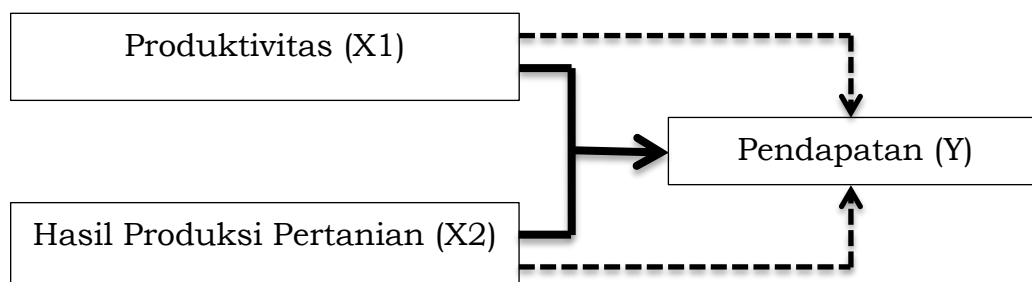 Produktivitas (X1)
Pendapatan (Y)
Hasil Produksi Pertanian (X2)